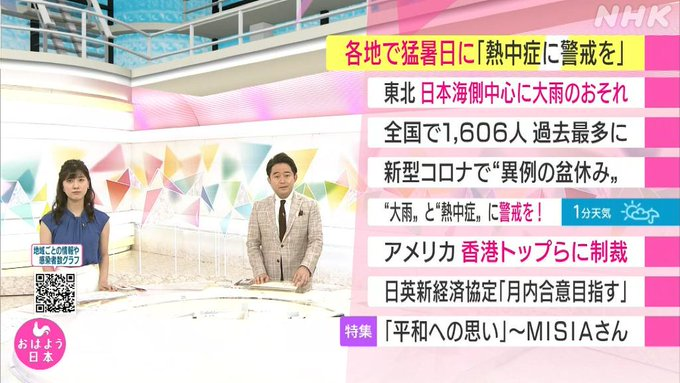 NHK
各地で猛暑日に「熱中症に警戒を」
東北 日本海側中心に大雨のおそれ
全国で1,606人 過去最多に
新型コロナで“異例の盆休み„
“大雨„と“熱中症„に警戒を! 1分天気
アメリカ 香港トップらに制裁
日英新経済協定「月内合意目指す」
特集 「平和への思い」~MISIAさん
地域ごとの情報や
感染者数グラフ
おはよう
日本